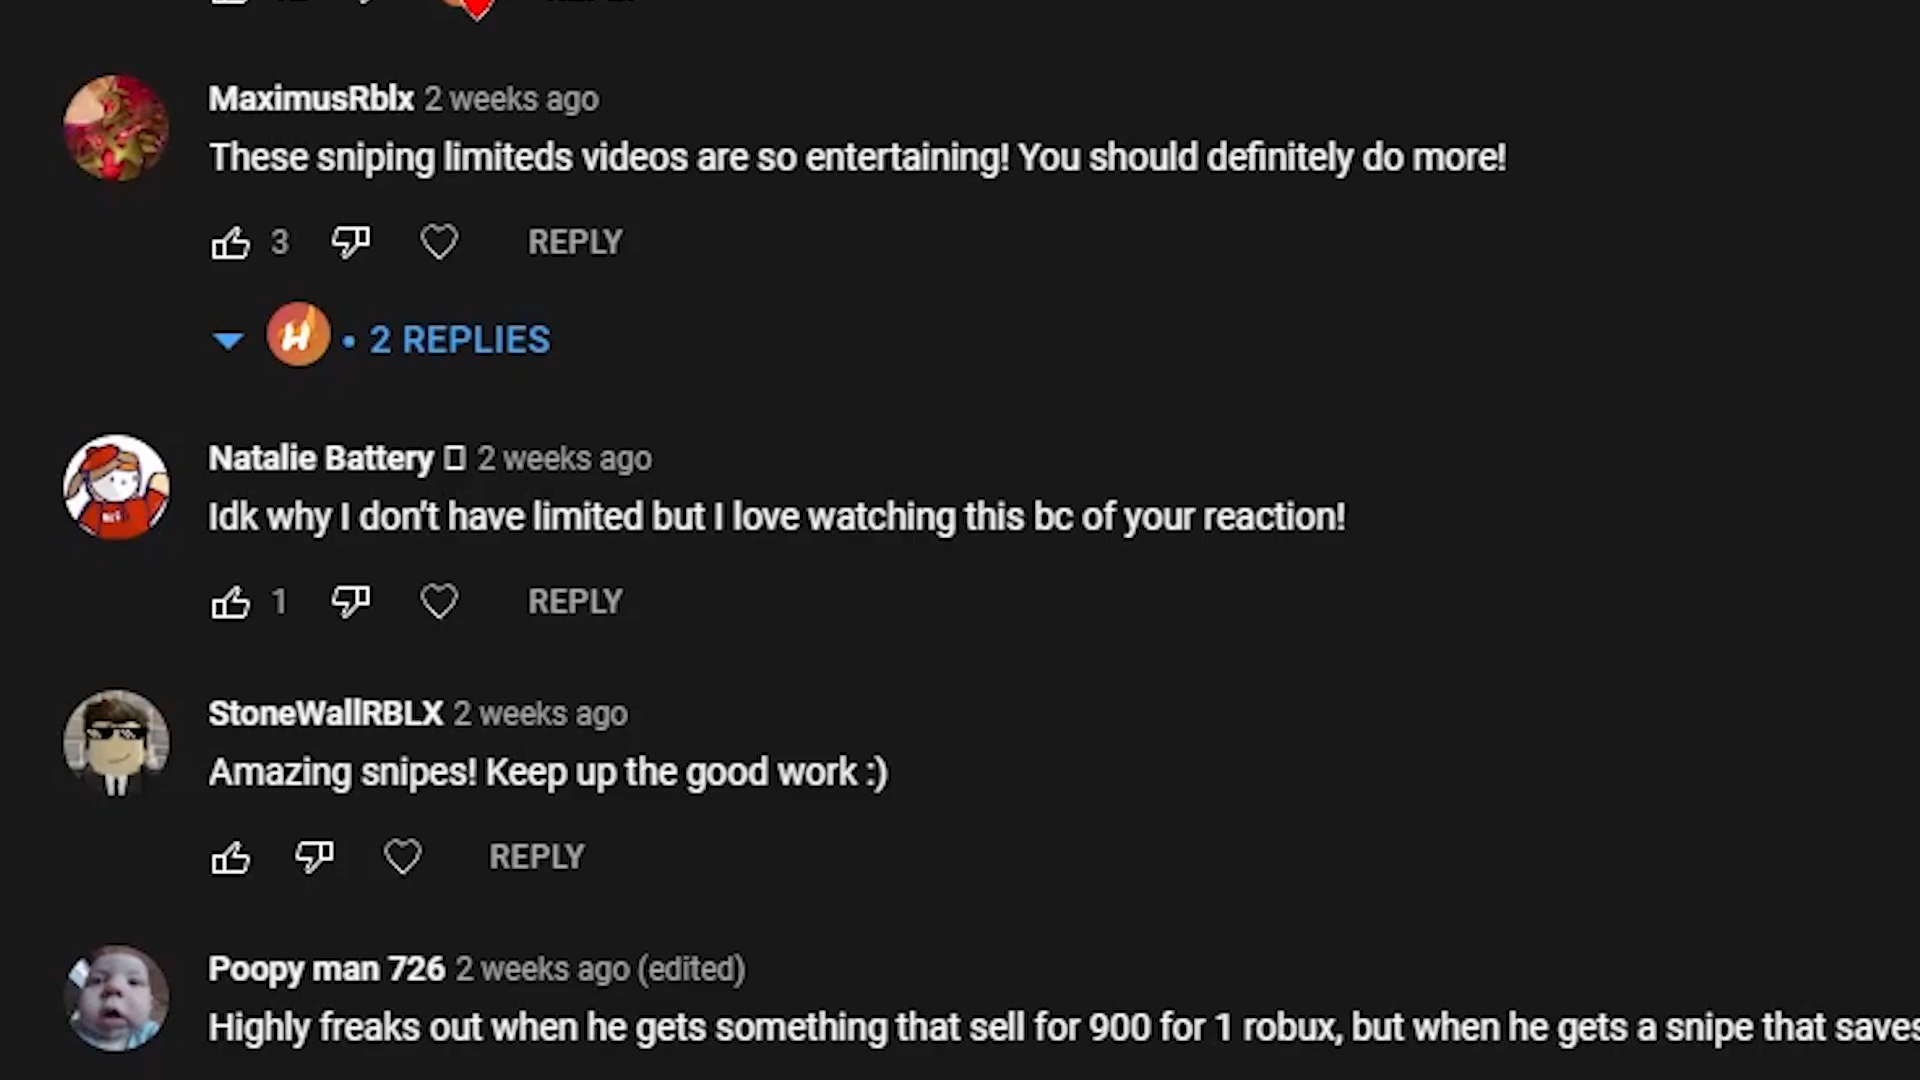 MaximusRblx 2 weeks ago
These sniping limiteds videos are so entertaining! You should definitely do more!
3 REPLY
H • 2 REPLIES
Natalie Battery 2 weeks ago
Idk why I don't have limited but I love watching this bc of your reaction!
1 REPLY
StoneWallRBLX 2 weeks ago
Amazing snipes! Keep up the good work :)
REPLY
Poopy man 726 2 weeks ago (edited)
Highly freaks out when he gets something that sell for 900 for 1 robux, but when he gets a snipe that saves